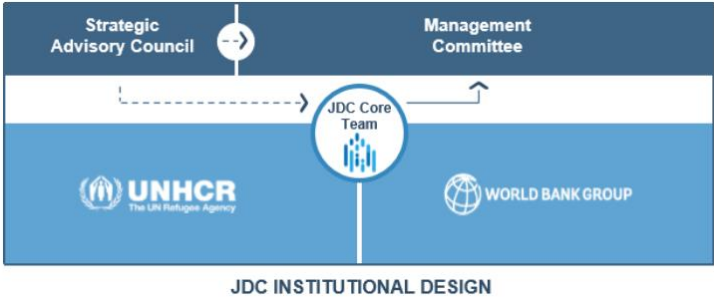 Strategic
Advisory Council
Management
Committee
JDC Core
Team
UNHCR
The UN Refugee Agency
WORLD BANK GROUP
JDC INSTITUTIONAL DESIGN